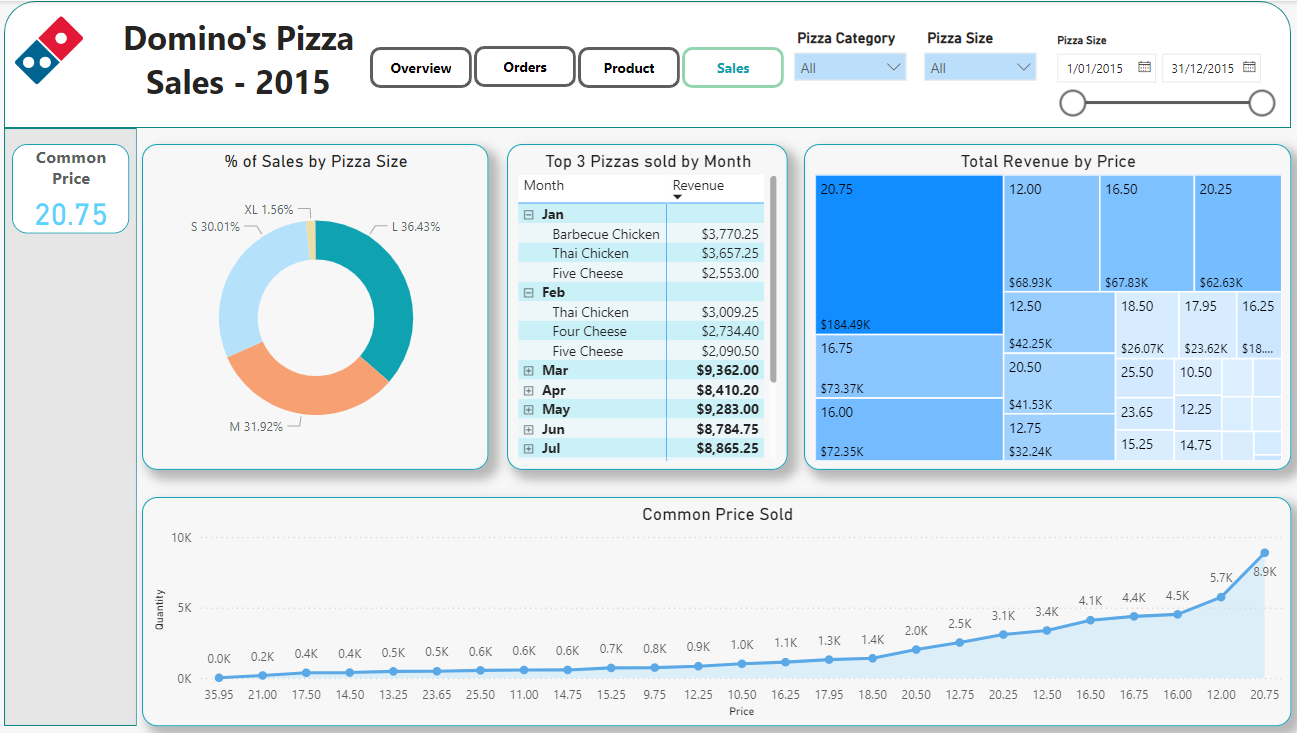 Domino's Pizza
Sales - 2015
Overview
Orders
Product
Sales
Pizza Category
All
Pizza Size
All
Pizza Size
1/01/2015
31/12/2015
Common
Price
20.75
% of Sales by Pizza Size
XL 1.56%
S 30.01%
L 36.43%
M 31.92%
Top 3 Pizzas sold by Month
Month Revenue
Jan
Barbecue Chicken $3,770.25
Thai Chicken $3,657.25
Five Cheese $2,553.00
Feb
Thai Chicken $3,009.25
Four Cheese $2,734.40
Five Cheese $2,090.50
Mar $9,362.00
Apr $8,410.20
May $9,283.00
Jun $8,784.75
Jul $8,865.25
Total Revenue by Price
20.75
$184.49K
16.75
$73.37K
16.00
$72.35K
12.00
$68.93K
16.50
$67.83K
20.25
$62.63K
12.50
$42.25K
20.50
$41.53K
12.75
$32.24K
18.50
$26.07K
17.95
$23.62K
16.25
$18....
25.50
23.65
15.25
10.50
12.25
14.75
Common Price Sold
Quantity
10K
5K
0K
0.0K 0.2K 0.4K 0.4K 0.5K 0.5K 0.6K 0.6K 0.6K 0.7K 0.8K 0.9K 1.0K 1.1K 1.3K 1.4K 2.0K 2.5K 3.1K 3.4K 4.1K 4.4K 4.5K 5.7K 8.9K
35.95 21.00 17.50 14.50 13.25 23.65 25.50 11.00 14.75 15.25 9.75 12.25 10.50 16.25 17.95 18.50 20.50 12.75 20.25 12.50 16.50 16.75 16.00 12.00 20.75
Price